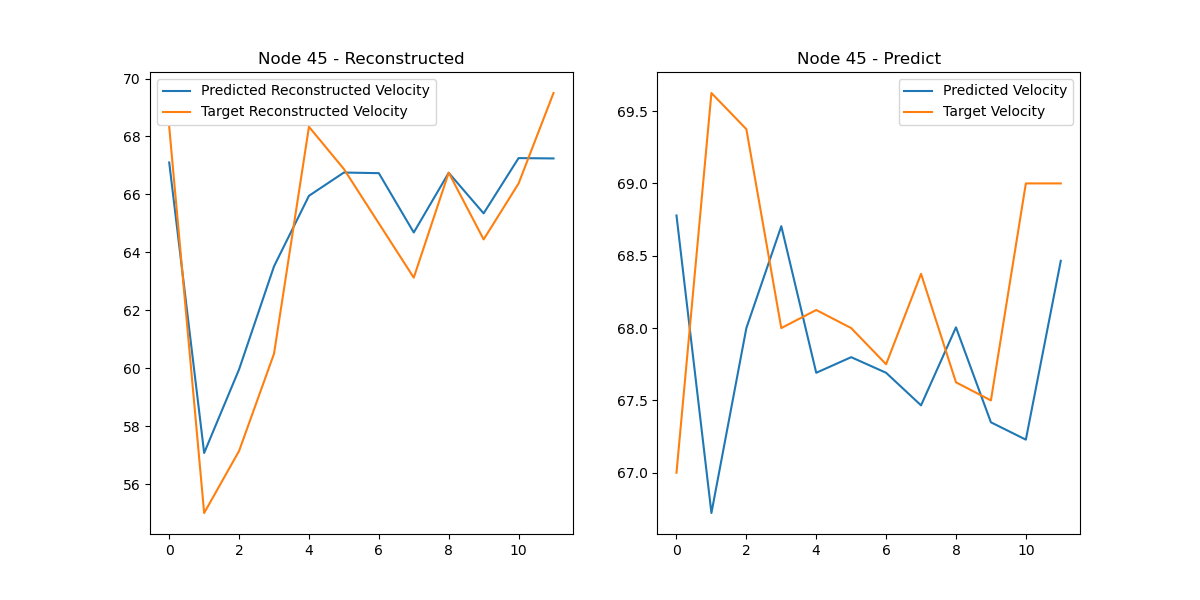 Node 45 - Reconstructed
Predicted Reconstructed Velocity
Target Reconstructed Velocity
70
68
66
64
62
60
58
56
0 2 4 6 8 10
Node 45 - Predict
Predicted Velocity
Target Velocity
69.5
69.0
68.5
68.0
67.5
67.0
0 2 4 6 8 10